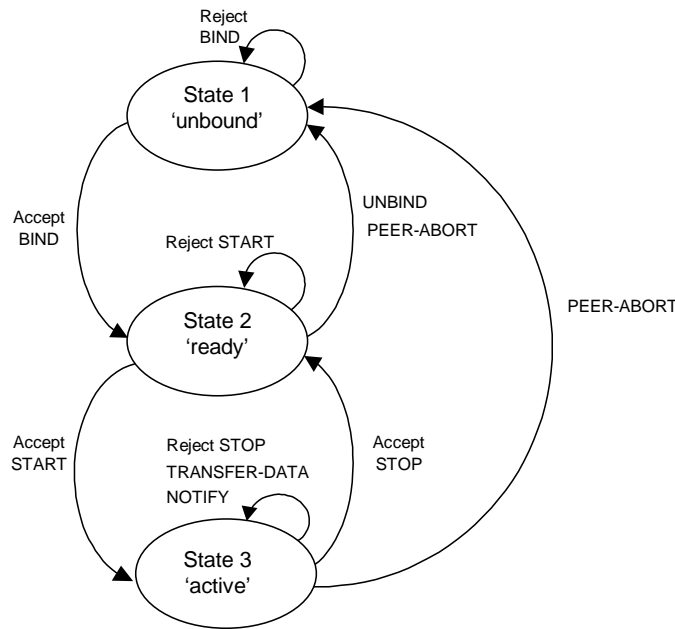 Reject
BIND
State 1
'unbound'
UNBIND
PEER-ABORT
Accept
BIND
Reject START
PEER-ABORT
State 2
'ready'
Accept
START
Reject STOP
TRANSFER-DATA
NOTIFY
Accept
STOP
State 3
'active'